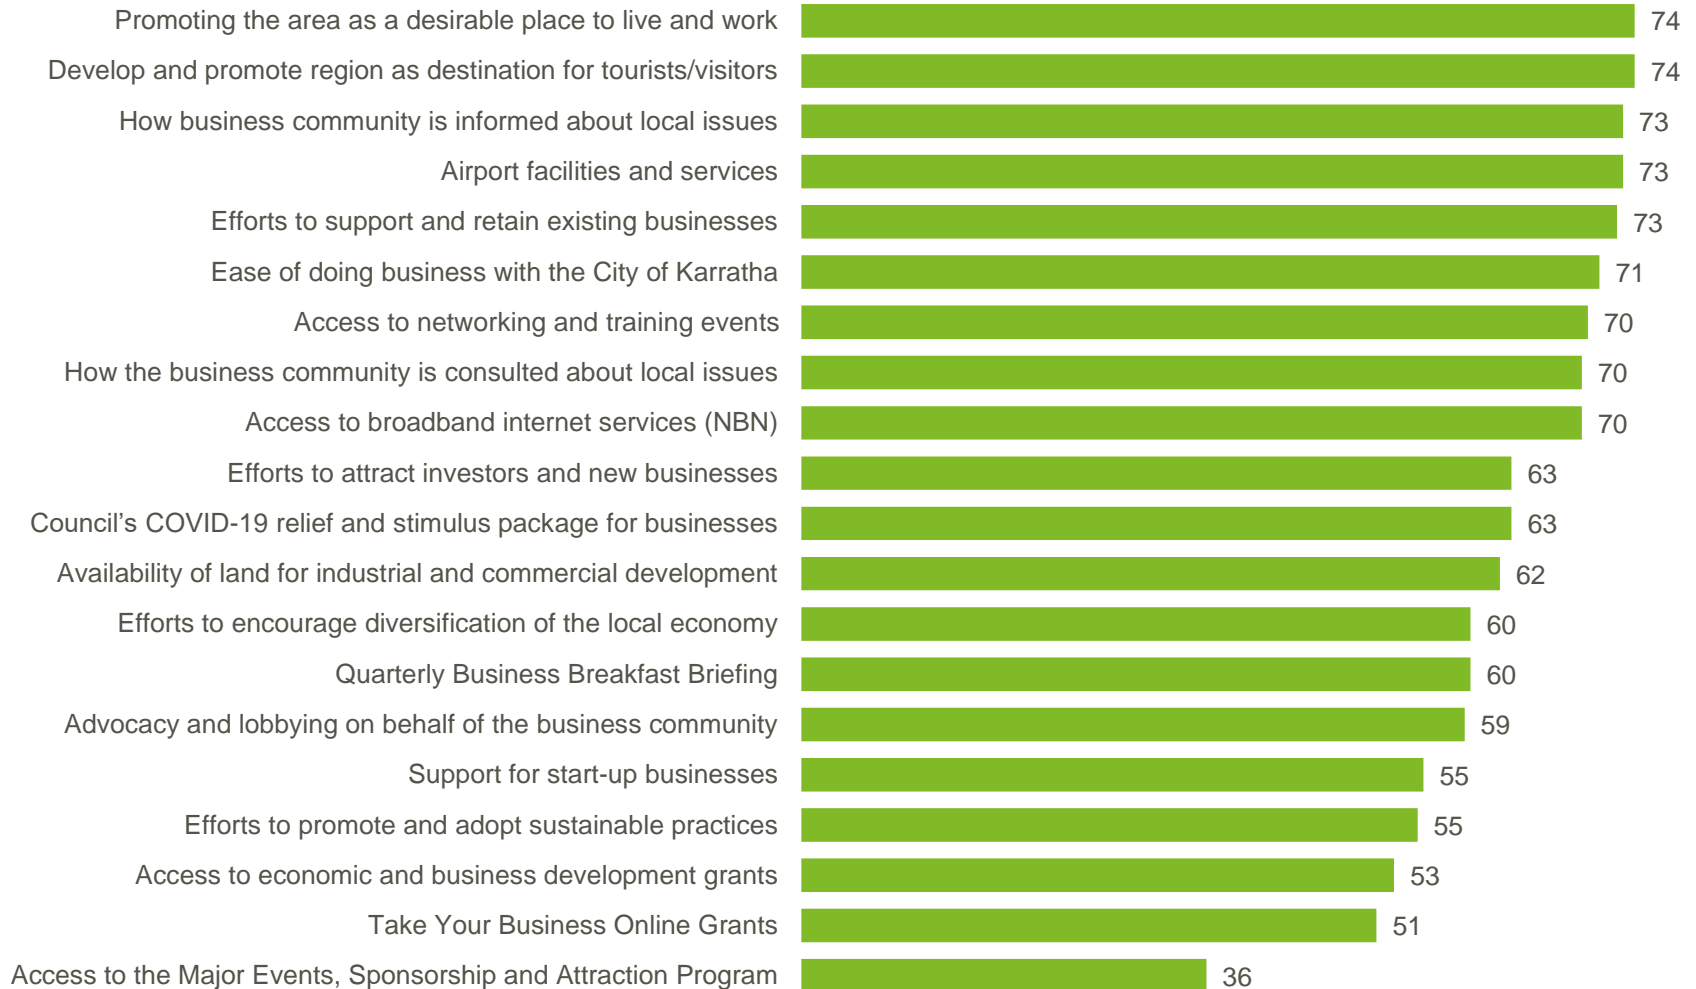 Promoting the area as a desirable place to live and work 74
Develop and promote region as destination for tourists/visitors 74
How business community is informed about local issues 73
Airport facilities and services 73
Efforts to support and retain existing businesses 73
Ease of doing business with the City of Karratha 71
Access to networking and training events 70
How the business community is consulted about local issues 70
Access to broadband internet services (NBN) 70
Efforts to attract investors and new businesses 63
Council’s COVID-19 relief and stimulus package for businesses 63
Availability of land for industrial and commercial development 62
Efforts to encourage diversification of the local economy 60
Quarterly Business Breakfast Briefing 60
Advocacy and lobbying on behalf of the business community 59
Support for start-up businesses 55
Efforts to promote and adopt sustainable practices 55
Access to economic and business development grants 53
Take Your Business Online Grants 51
Access to the Major Events, Sponsorship and Attraction Program 36